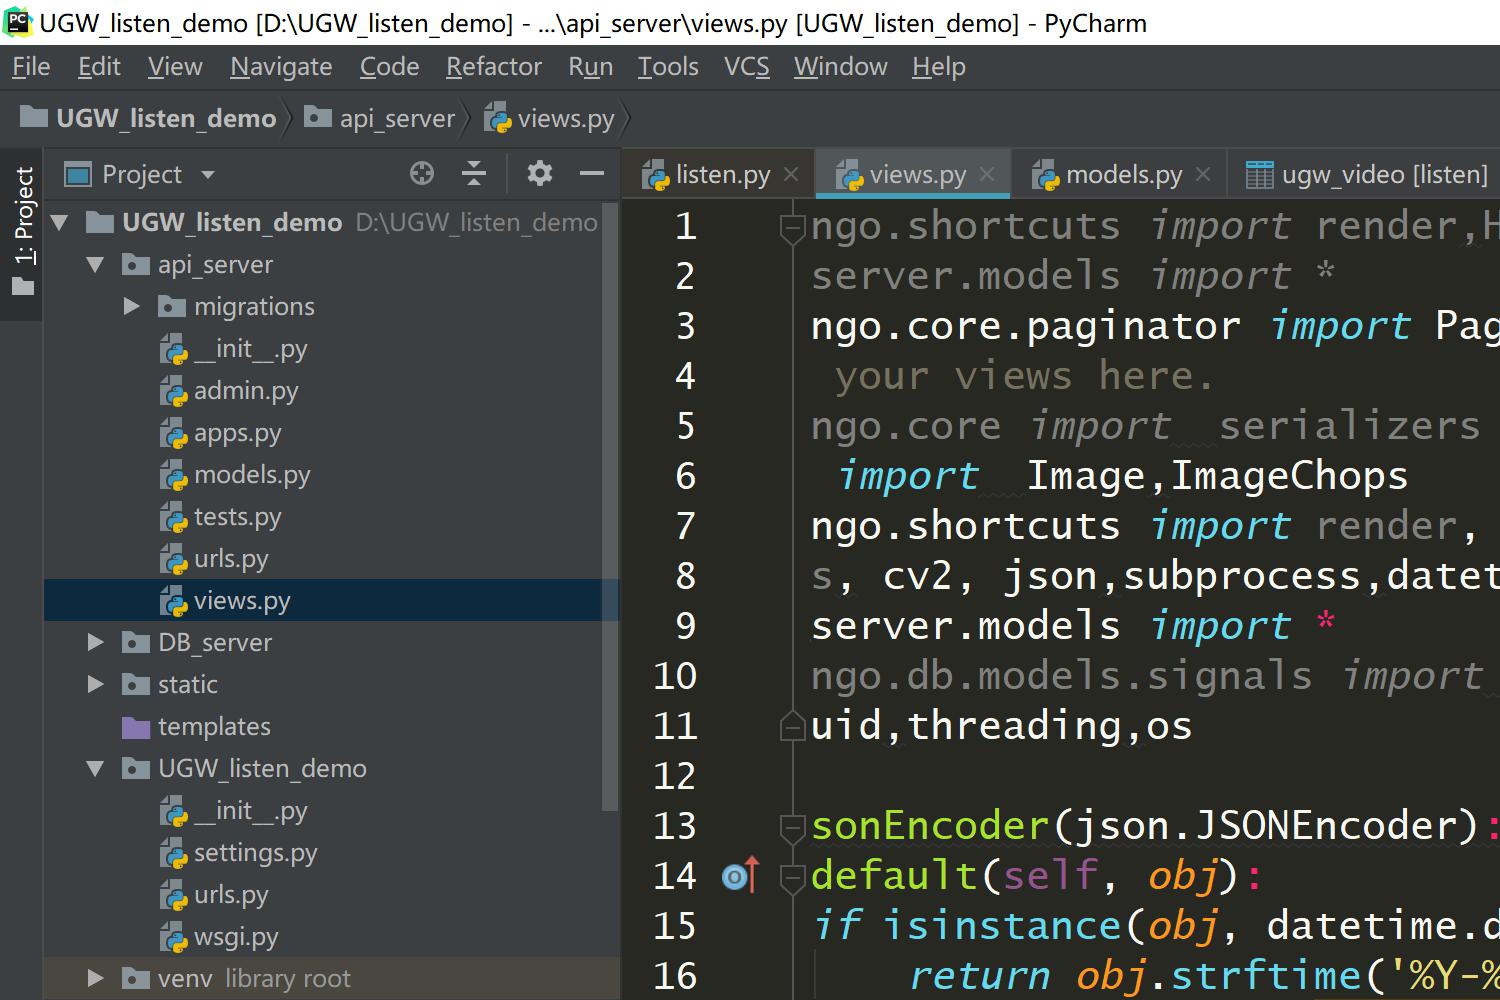 UGW_listen_demo [D:\UGW_listen_demo] - ...\api_server\views.py [UGW_listen_demo] - PyCharm
File Edit View Navigate Code Refactor Run Tools VCS Window Help
UGW_listen_demo api_server views.py
1: Project
Project
UGW_listen_demo D:\UGW_listen_demo
api_server
migrations
__init__.py
admin.py
apps.py
models.py
tests.py
urls.py
views.py
DB_server
static
templates
UGW_listen_demo
__init__.py
settings.py
urls.py
wsgi.py
venv library root
listen.py views.py models.py ugw_video [listen]
1 ngo.shortcuts import render,H
2 server.models import *
3 ngo.core.paginator import Pag
4 your views here.
5 ngo.core import serializers
6 import Image,ImageChops
7 ngo.shortcuts import render,
8 s, cv2, json,subprocess,datet
9 server.models import *
10 ngo.db.models.signals import
11 uid,threading,os
12
13 sonEncoder(json.JSONEncoder):
14 default(self, obj):
15 if isinstance(obj, datetime.d
16 return obj.strftime('%Y-%